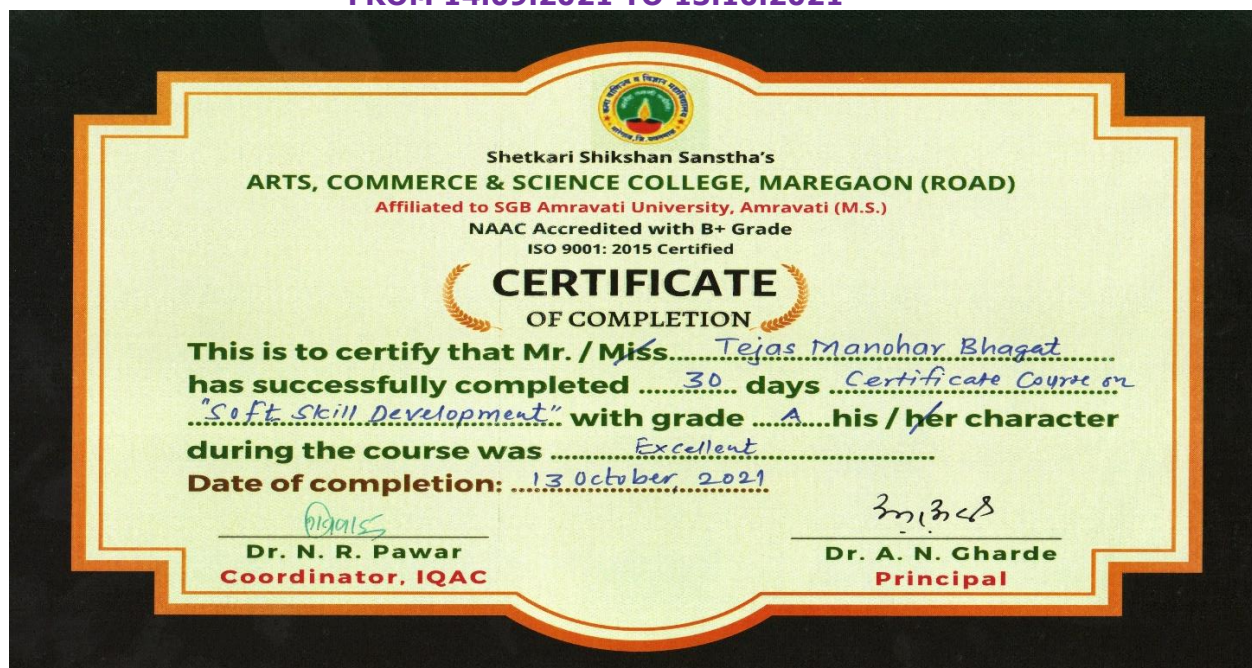 FROM 14.09.2021 TO 13.10.2021
Shetkari Shikshan Sanstha's
ARTS, COMMERCE & SCIENCE COLLEGE, MAREGAON (ROAD)
Affiliated to SGB Amravati University, Amravati (M.S.)
NAAC Accredited with B+ Grade
ISO 9001: 2015 Certified
CERTIFICATE
OF COMPLETION
This is to certify that Mr. / Miss.....Tejas Manohar Bhagat
has successfully completed ......30... days ...Certificate Course on
"Soft Skill Development" with grade .....A....his / her character
during the course was ............Excellent..........................
Date of completion: ...13 October, 2021
Dr. N. R. Pawar
Coordinator, IQAC
Dr. A. N. Gharde
Principal